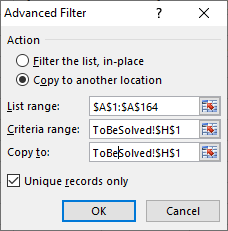 Advanced Filter
Action
Filter the list, in-place
Copy to another location
List range: $A$1:$A$164
Criteria range: ToBeSolved!$H$1
Copy to: ToBeSolved!$H$1
Unique records only
OK Cancel